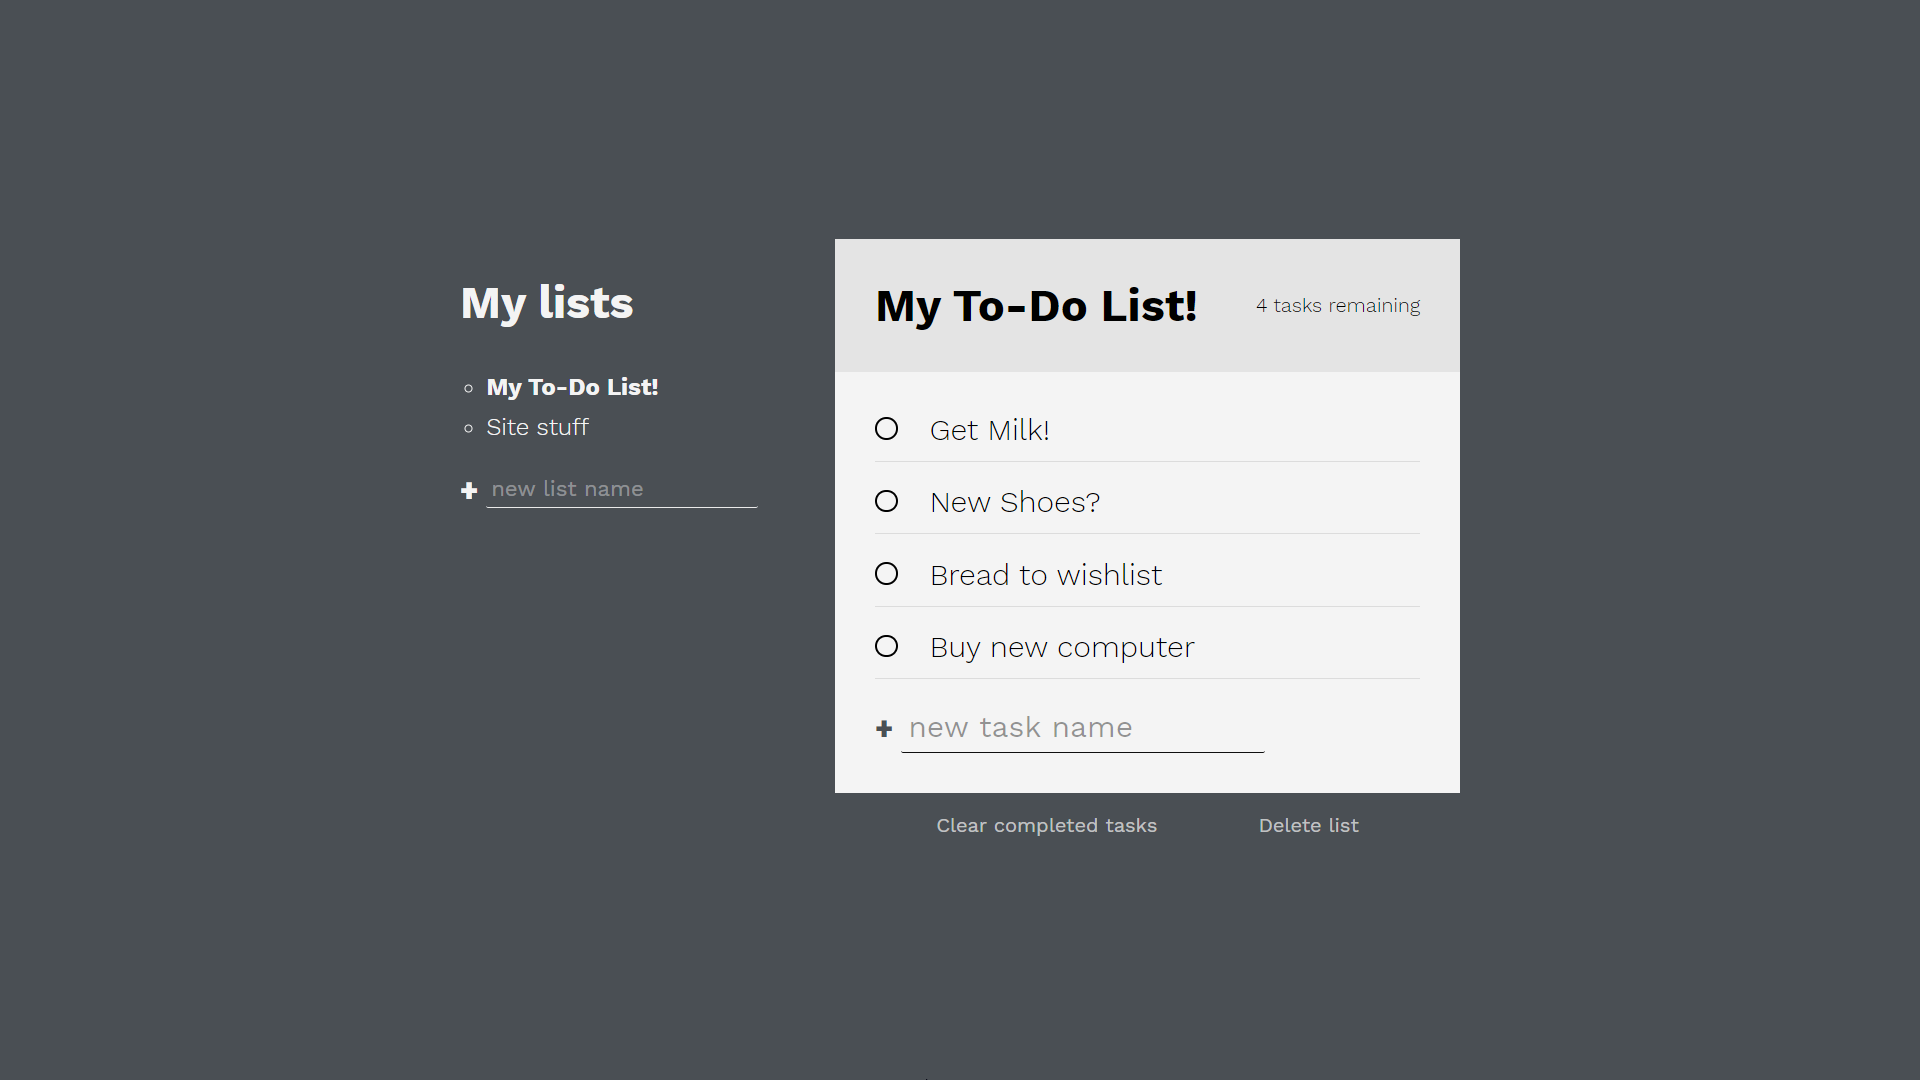 My lists
My To-Do List!
Site stuff
+ new list name
My To-Do List!
4 tasks remaining
Get Milk!
New Shoes?
Bread to wishlist
Buy new computer
+ new task name
Clear completed tasks
Delete list